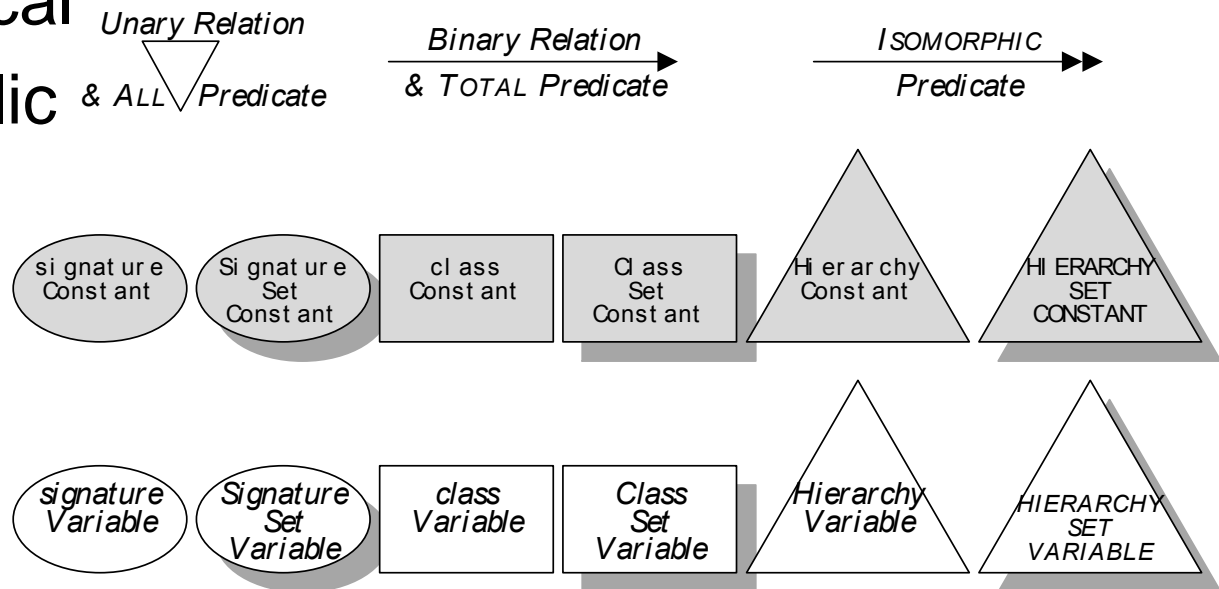 cal
Unary Relation
& ALL Predicate
dic
Binary Relation
& TOTAL Predicate
ISOMORPHIC
Predicate
signature
Constant
Signature
Set
Constant
class
Constant
Class
Set
Constant
Hierarchy
Constant
HIERARCHY
SET
CONSTANT
signature
Variable
Signature
Set
Variable
class
Variable
Class
Set
Variable
Hierarchy
Variable
HIERARCHY
SET
VARIABLE